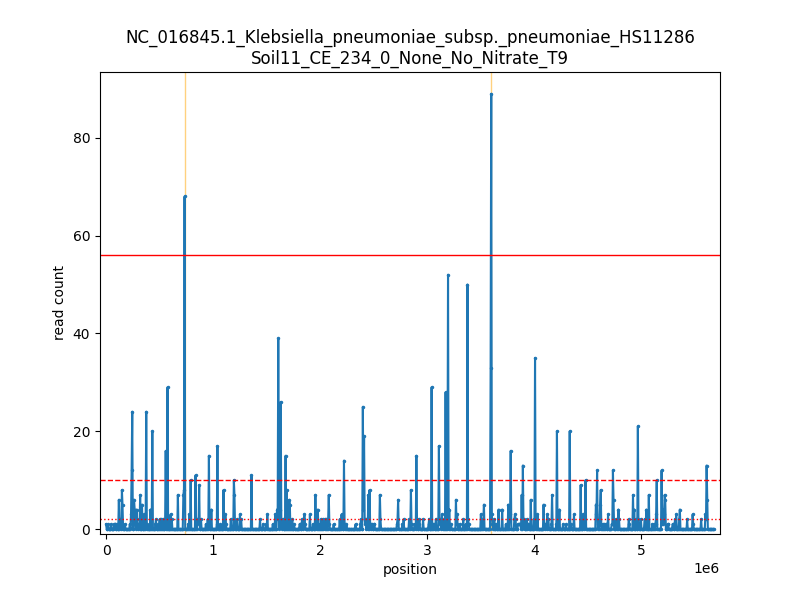 NC_016845.1_Klebsiella_pneumoniae_subsp._pneumoniae_HS11286
Soil11_CE_234_0_None_No_Nitrate_T9
80
60
40
20
0
read count
0 1 2 3 4 5
1e6
position